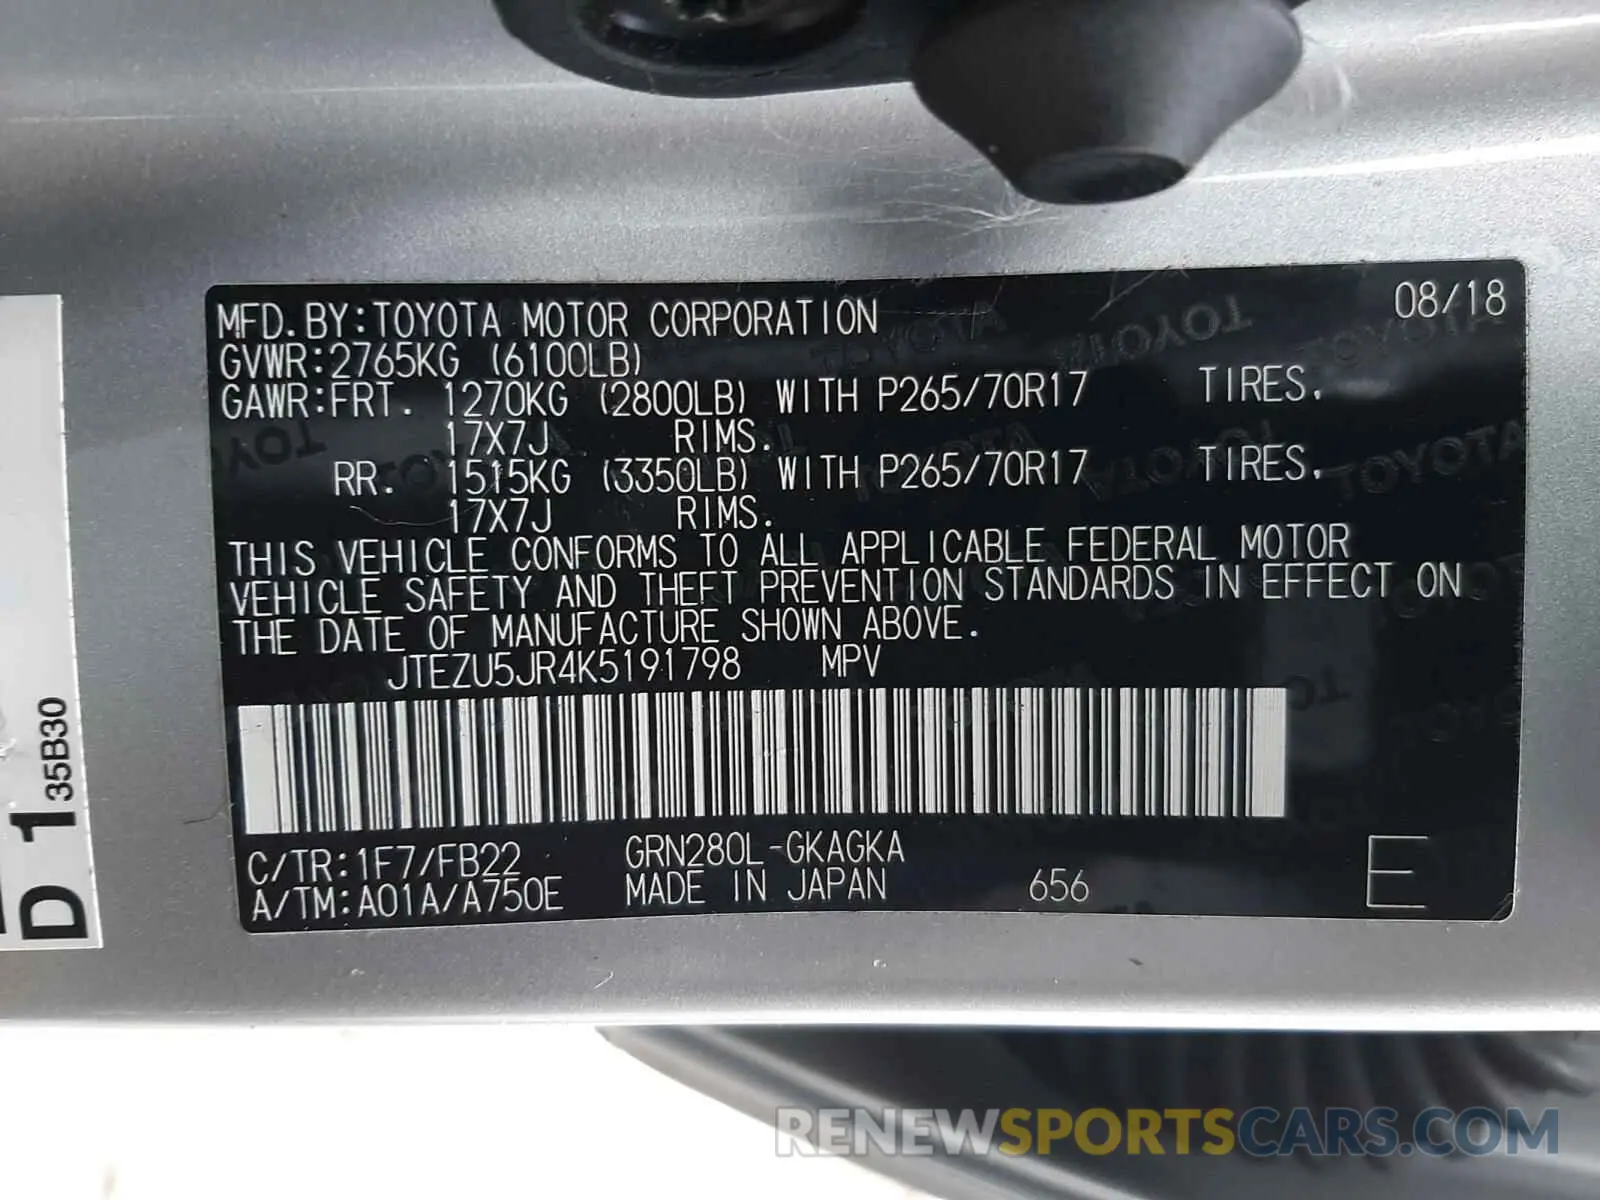 MFD.BY:TOYOTA MOTOR CORPORATION 08/18
GVWR:2765KG (6100LB)
GAWR:FRT. 1270KG (2800LB) WITH P265/70R17 TIRES.
17X7J RIMS.
RR. 1515KG (3350LB) WITH P265/70R17 TIRES.
17X7J RIMS.
THIS VEHICLE CONFORMS TO ALL APPLICABLE FEDERAL MOTOR
VEHICLE SAFETY AND THEFT PREVENTION STANDARDS IN EFFECT ON
THE DATE OF MANUFACTURE SHOWN ABOVE.
JTEZU5JR4K5191798 MPV
C/TR:1F7/FB22 GRN280L-GKAGKA
A/TM:A01A/A750E MADE IN JAPAN 656 E
D 1 35B30
RENEWSPORTSCARS.COM